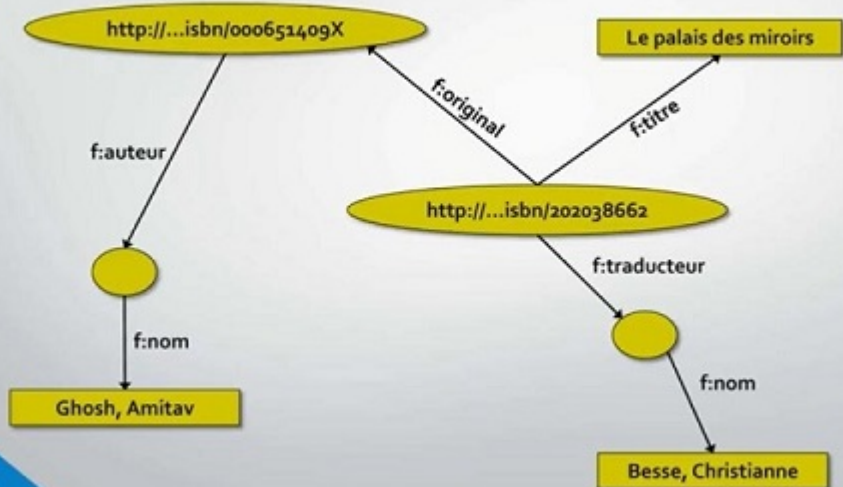 http://...isbn/000651409X
Le palais des miroirs
f:original
f:titre
f:auteur
http://...isbn/202038662
f:traducteur
f:nom
f:nom
Ghosh, Amitav
Besse, Christianne